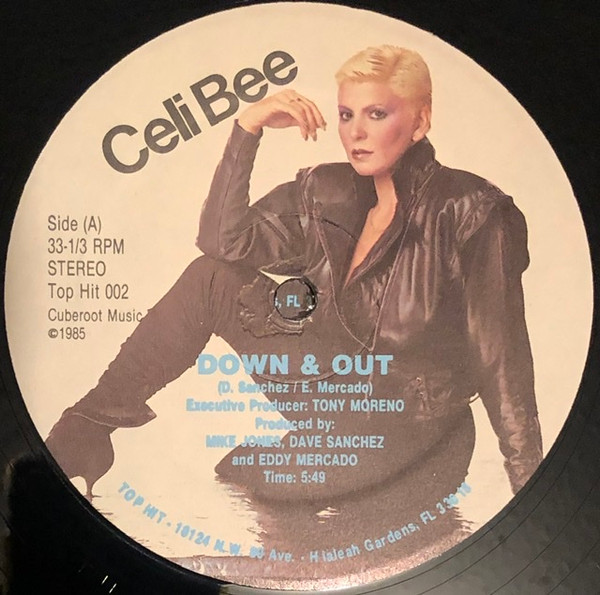 Celi Bee
Side (A)
33-1/3 RPM
STEREO
Top Hit 002
Cuberoot Music
©1985
, FL
DOWN & OUT
(D. Sanchez / E. Mercado)
Executive Producer: TONY MORENO
Produced by:
MIKE JONES, DAVE SANCHEZ
and EDDY MERCADO
Time: 5:49
TOP HIT · 10124 N.W. 80 Ave. · Hialeah Gardens, FL